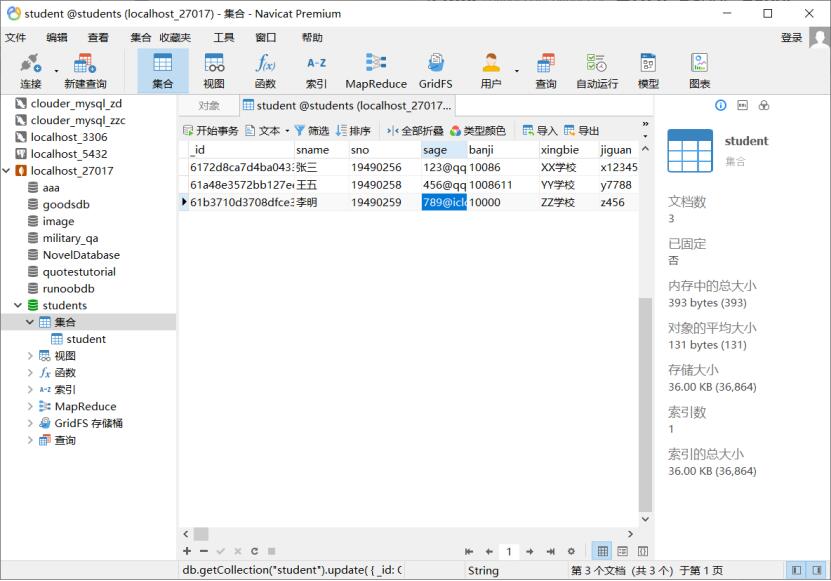 student @students (localhost_27017) - 集合 - Navicat Premium
文件 编辑 查看 集合 收藏夹 工具 窗口 帮助 登录
连接 新建查询 集合 视图 函数 索引 MapReduce GridFS 用户 查询 自动运行 模型 图表
clouder_mysql_zd
clouder_mysql_zzc
localhost_3306
localhost_5432
localhost_27017
aaa
goodsdb
image
military_qa
NovelDatabase
quotestutorial
runoobdb
students
集合
student
视图
函数
索引
MapReduce
GridFS 存储桶
查询
对象 student @students (localhost_27017...
开始事务 文本 筛选 排序 全部折叠 类型颜色 导入 导出
_id sname sno sage banji xingbie jiguan
6172d8ca7d4ba043 张三 19490256 123@qq 10086 XX学校 x12345
61a48e3572bb127e 王五 19490258 456@qq 1008611 YY学校 y7788
61b3710d3708dfce 李明 19490259 789@icl 10000 ZZ学校 z456
1
db.getCollection("student").update( { _id: String 第 3 个文档 (共 3 个) 于第 1 页
student
集合
文档数
3
已固定
否
内存中的总大小
393 bytes (393)
对象的平均大小
131 bytes (131)
存储大小
36.00 KB (36,864)
索引数
1
索引的总大小
36.00 KB (36,864)